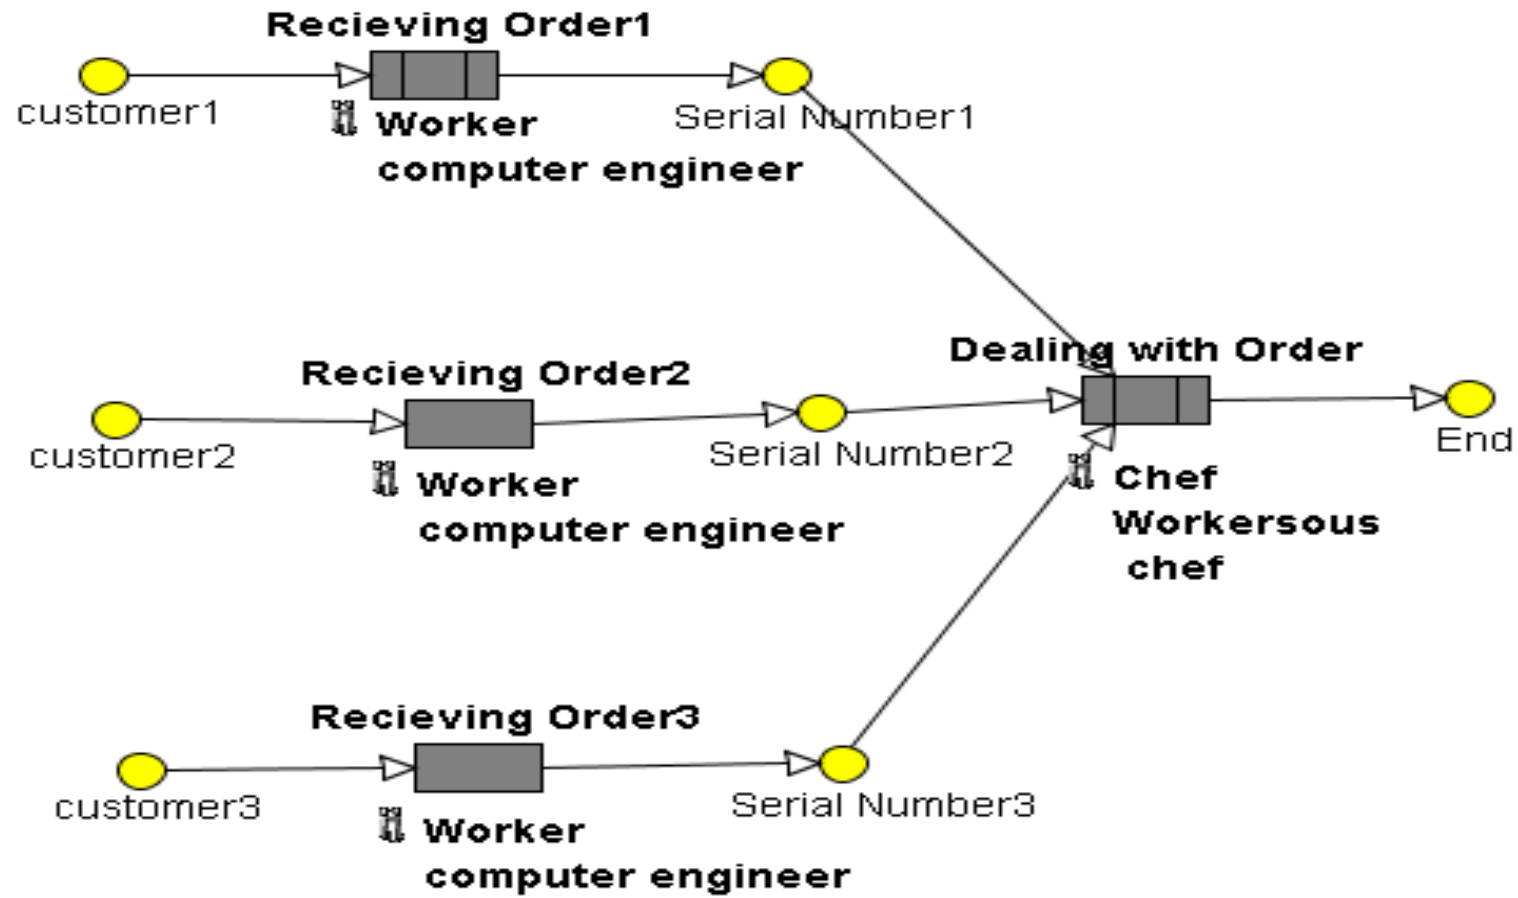 Recieving Order1
customer1
Serial Number1
Worker
computer engineer
Dealing with Order
Recieving Order2
customer2
Serial Number2
End
Worker
computer engineer
Chef
Workersous
chef
Recieving Order3
customer3
Serial Number3
Worker
computer engineer